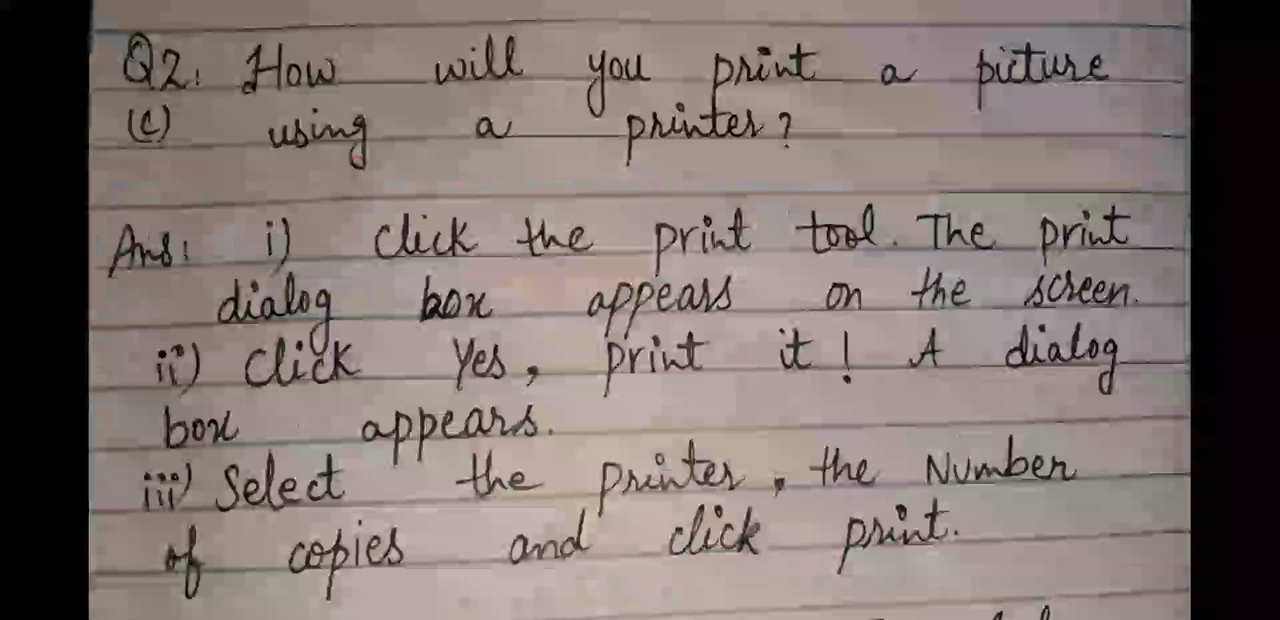 Q2. How will you print a picture
(C) using a printer?
Ans: i) click the print tool. The print
dialog box appears on the screen.
ii) Click Yes, print it! A dialog
box appears.
iii) Select the printer, the Number
of copies and click print.